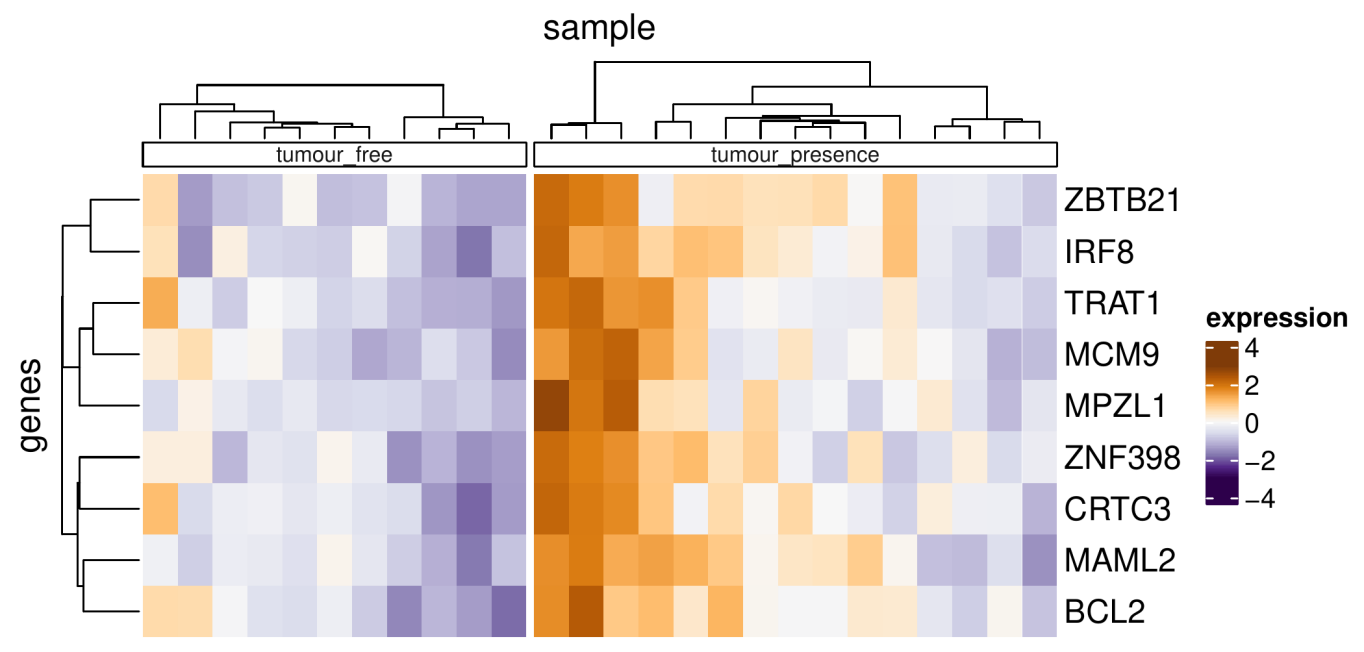 sample
tumour_free
tumour_presence
genes
ZBTB21
IRF8
TRAT1
MCM9
MPZL1
ZNF398
CRTC3
MAML2
BCL2
expression
4
2
0
−2
−4